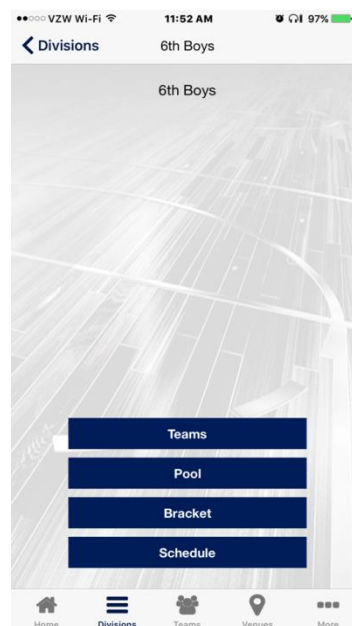 VZW Wi-Fi 11:52 AM 97%
Divisions 6th Boys
6th Boys
Teams
Pool
Bracket
Schedule
Home Divisions Teams Venues More